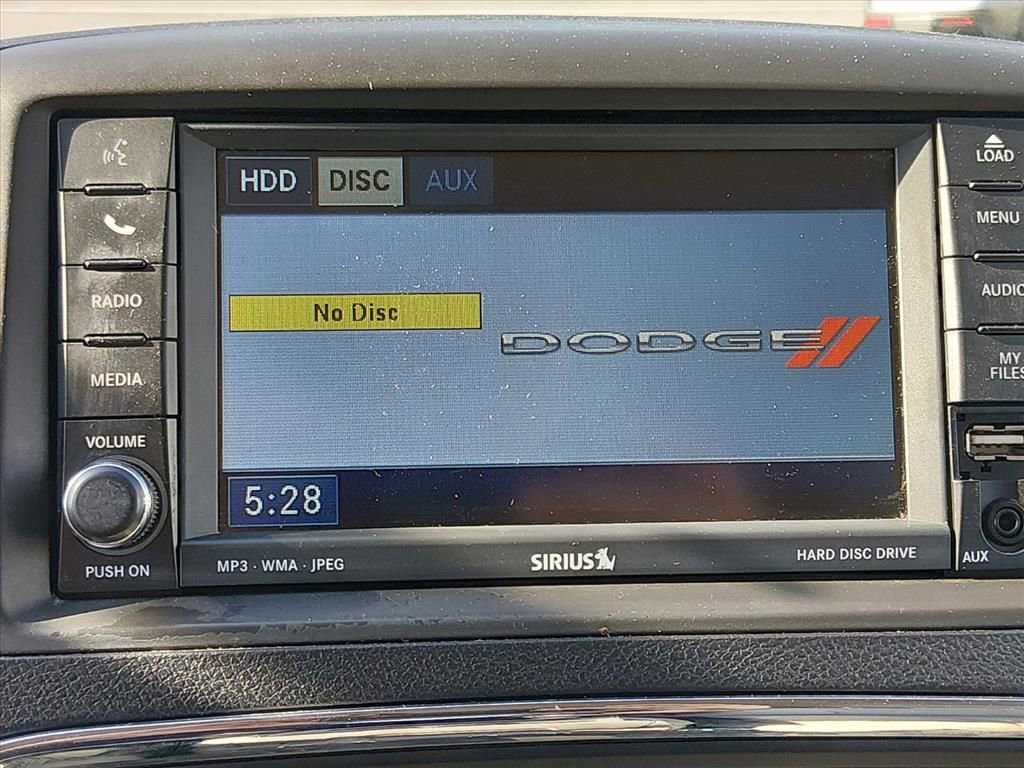 HDD DISC AUX
LOAD
MENU
RADIO
AUDIO
No Disc
DODGE
MEDIA
MY
FILES
VOLUME
5:28
PUSH ON
MP3 · WMA · JPEG
SIRIUS
HARD DISC DRIVE
AUX